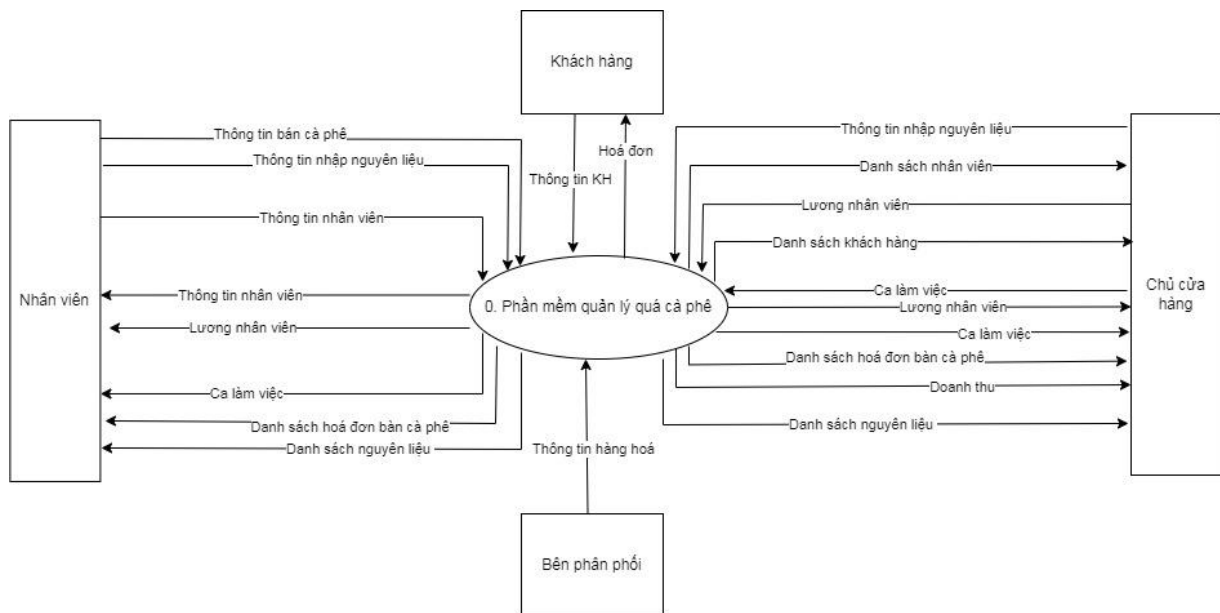 Khách hàng
Thông tin bán cà phê
Thông tin nhập nguyên liệu
Thông tin nhân viên
Nhân viên
Thông tin nhân viên
Lương nhân viên
Ca làm việc
Danh sách hoá đơn bàn cà phê
Danh sách nguyên liệu
Thông tin KH
Hoá đơn
0. Phần mềm quản lý quá cà phê
Thông tin hàng hoá
Bên phân phối
Thông tin nhập nguyên liệu
Danh sách nhân viên
Lương nhân viên
Danh sách khách hàng
Ca làm việc
Lương nhân viên
Ca làm việc
Danh sách hoá đơn bàn cà phê
Doanh thu
Danh sách nguyên liệu
Chủ cửa
hàng